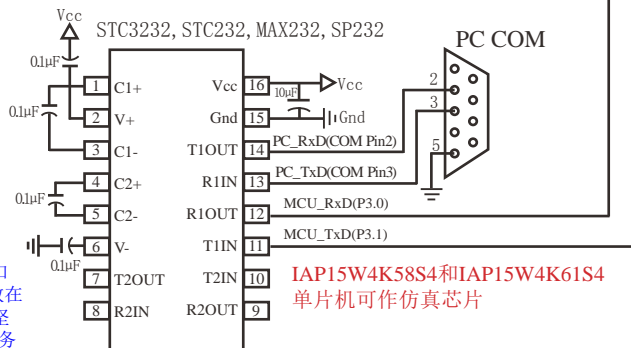 Vcc
STC3232, STC232, MAX232, SP232
PC COM
0.1μF
1 C1+ Vcc 16 Vcc
0.1μF 10μF
2 V+ Gnd 15 Gnd
2
3
3 C1- T1OUT 14 PC_RxD(COM Pin2)
4 C2+ R1IN 13 PC_TxD(COM Pin3)
5
0.1μF
5 C2- R1OUT 12 MCU_RxD(P3.0)
6 V- T1IN 11 MCU_TxD(P3.1)
0.1μF
7 T2OUT T2IN 10
8 R2IN R2OUT 9
IAP15W4K58S4和IAP15W4K61S4
单片机可作仿真芯片
口
在
务